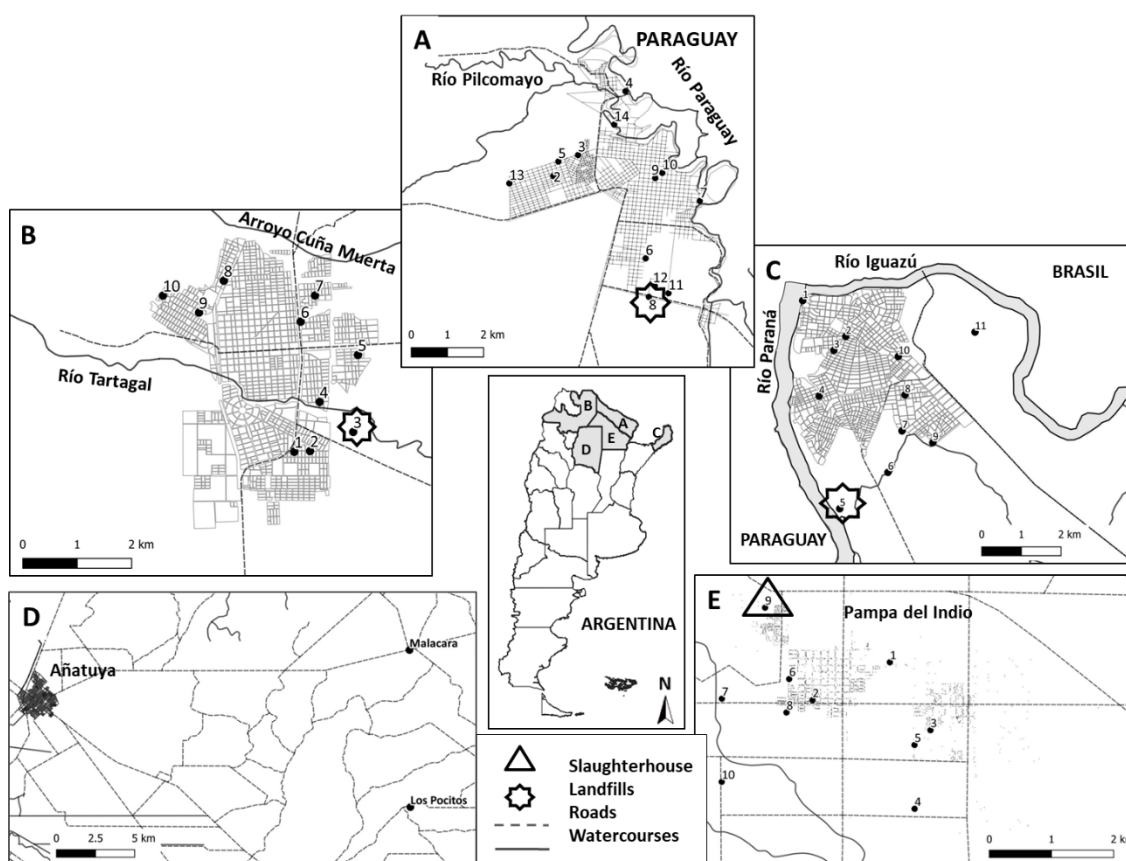 A
PARAGUAY
Río Pilcomayo
Río Paraguay
4
14
5
3
13
2
9
10
7
6
12
11
8
0 1 2 km
B
Arroyo Cuña Muerta
8
10
9
7
6
5
Río Tartagal
4
3
1
2
0 1 2 km
C
Río Iguazú
BRASIL
Río Paraná
1
11
3
10
4
8
7
9
6
5
PARAGUAY
0 1 2 km
B
A
C
E
D
ARGENTINA
N
D
Añatuya
Malacara
Los Pocitos
0 2.5 5 km
Slaughterhouse
Landfills
Roads
Watercourses
E
9
Pampa del Indio
1
6
7
2
8
3
5
10
4
0 1 2 km